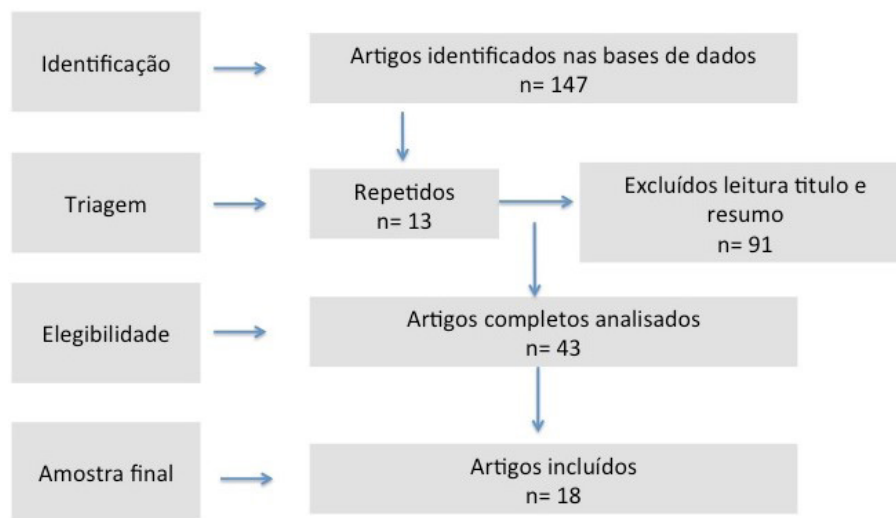 Identificação
Artigos identificados nas bases de dados
n= 147
Triagem
Repetidos
n= 13
Excluídos leitura titulo e
resumo
n= 91
Elegibilidade
Artigos completos analisados
n= 43
Amostra final
Artigos incluídos
n= 18